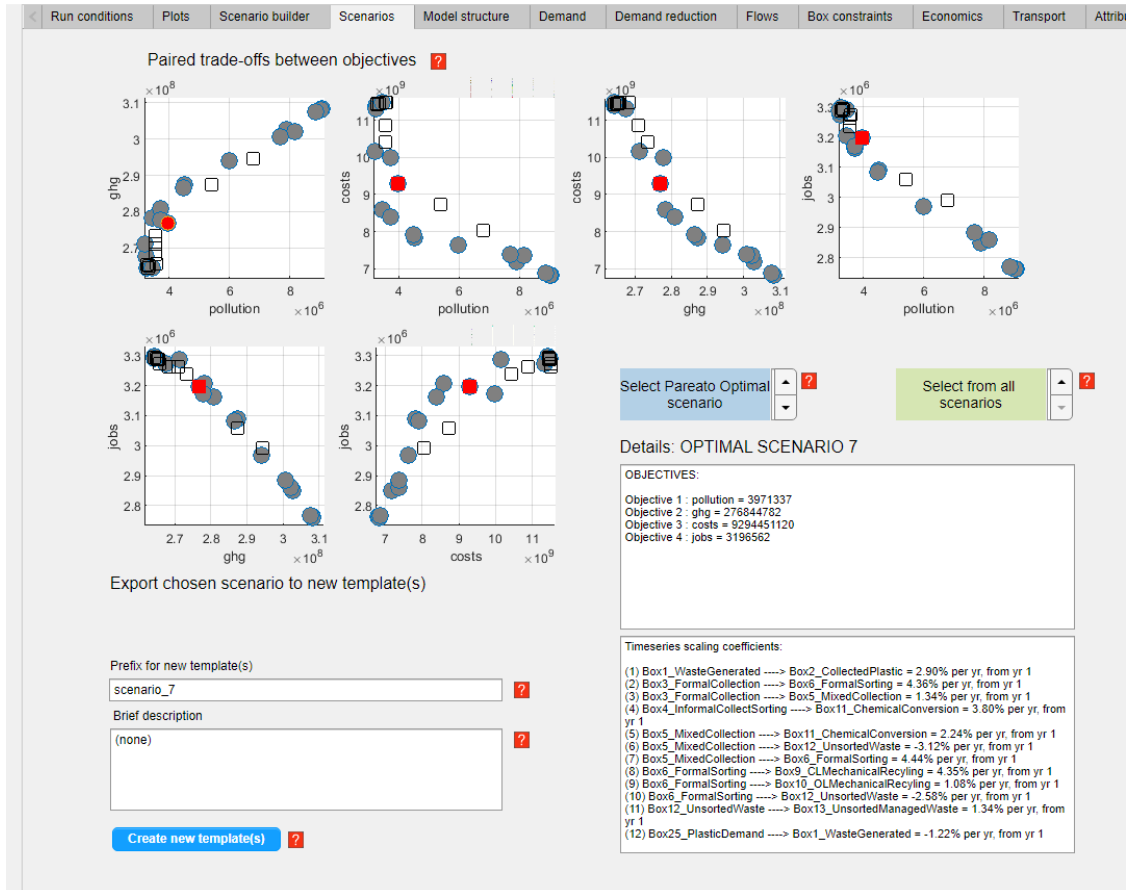 Run conditions
Plots
Scenario builder
Scenarios
Model structure
Demand
Demand reduction
Flows
Box constraints
Economics
Transport
Attribu
Paired trade-offs between objectives ?
×10^8
3.1
3
2.9
2.8
2.7
ghg
4 6 8
pollution
×10^6
×10^9
11
10
9
8
7
costs
4 6 8
pollution
×10^6
×10^9
11
10
9
8
7
costs
2.7 2.8 2.9 3 3.1
ghg
×10^8
×10^6
3.3
3.2
3.1
3
2.9
2.8
jobs
4 6 8
pollution
×10^6
×10^6
3.3
3.2
3.1
3
2.9
2.8
jobs
2.7 2.8 2.9 3 3.1
ghg
×10^8
×10^6
3.3
3.2
3.1
3
2.9
2.8
jobs
7 8 9 10 11
costs
×10^9
Select Pareato Optimal
scenario
?
Select from all
scenarios
?
Details: OPTIMAL SCENARIO 7
OBJECTIVES:
Objective 1 : pollution = 3971337
Objective 2 : ghg = 276844782
Objective 3 : costs = 9294451120
Objective 4 : jobs = 3196562
Export chosen scenario to new template(s)
Prefix for new template(s)
scenario_7
?
Brief description
(none)
?
Create new template(s)
?
Timeseries scaling coefficients:
(1) Box1_WasteGenerated ----> Box2_CollectedPlastic = 2.90% per yr, from yr 1
(2) Box3_FormalCollection ----> Box6_FormalSorting = 4.36% per yr, from yr 1
(3) Box3_FormalCollection ----> Box5_MixedCollection = 1.34% per yr, from yr 1
(4) Box4_InformalCollectSorting ----> Box11_ChemicalConversion = 3.80% per yr, from
yr 1
(5) Box5_MixedCollection ----> Box11_ChemicalConversion = 2.24% per yr, from yr 1
(6) Box5_MixedCollection ----> Box12_UnsortedWaste = -3.12% per yr, from yr 1
(7) Box5_MixedCollection ----> Box6_FormalSorting = 4.44% per yr, from yr 1
(8) Box6_FormalSorting ----> Box9_CLMechanicalRecyling = 4.35% per yr, from yr 1
(9) Box6_FormalSorting ----> Box10_OLMechanicalRecyling = 1.08% per yr, from yr 1
(10) Box6_FormalSorting ----> Box12_UnsortedWaste = -2.58% per yr, from yr 1
(11) Box12_UnsortedWaste ----> Box13_UnsortedManagedWaste = 1.34% per yr, from
yr 1
(12) Box25_PlasticDemand ----> Box1_WasteGenerated = -1.22% per yr, from yr 1